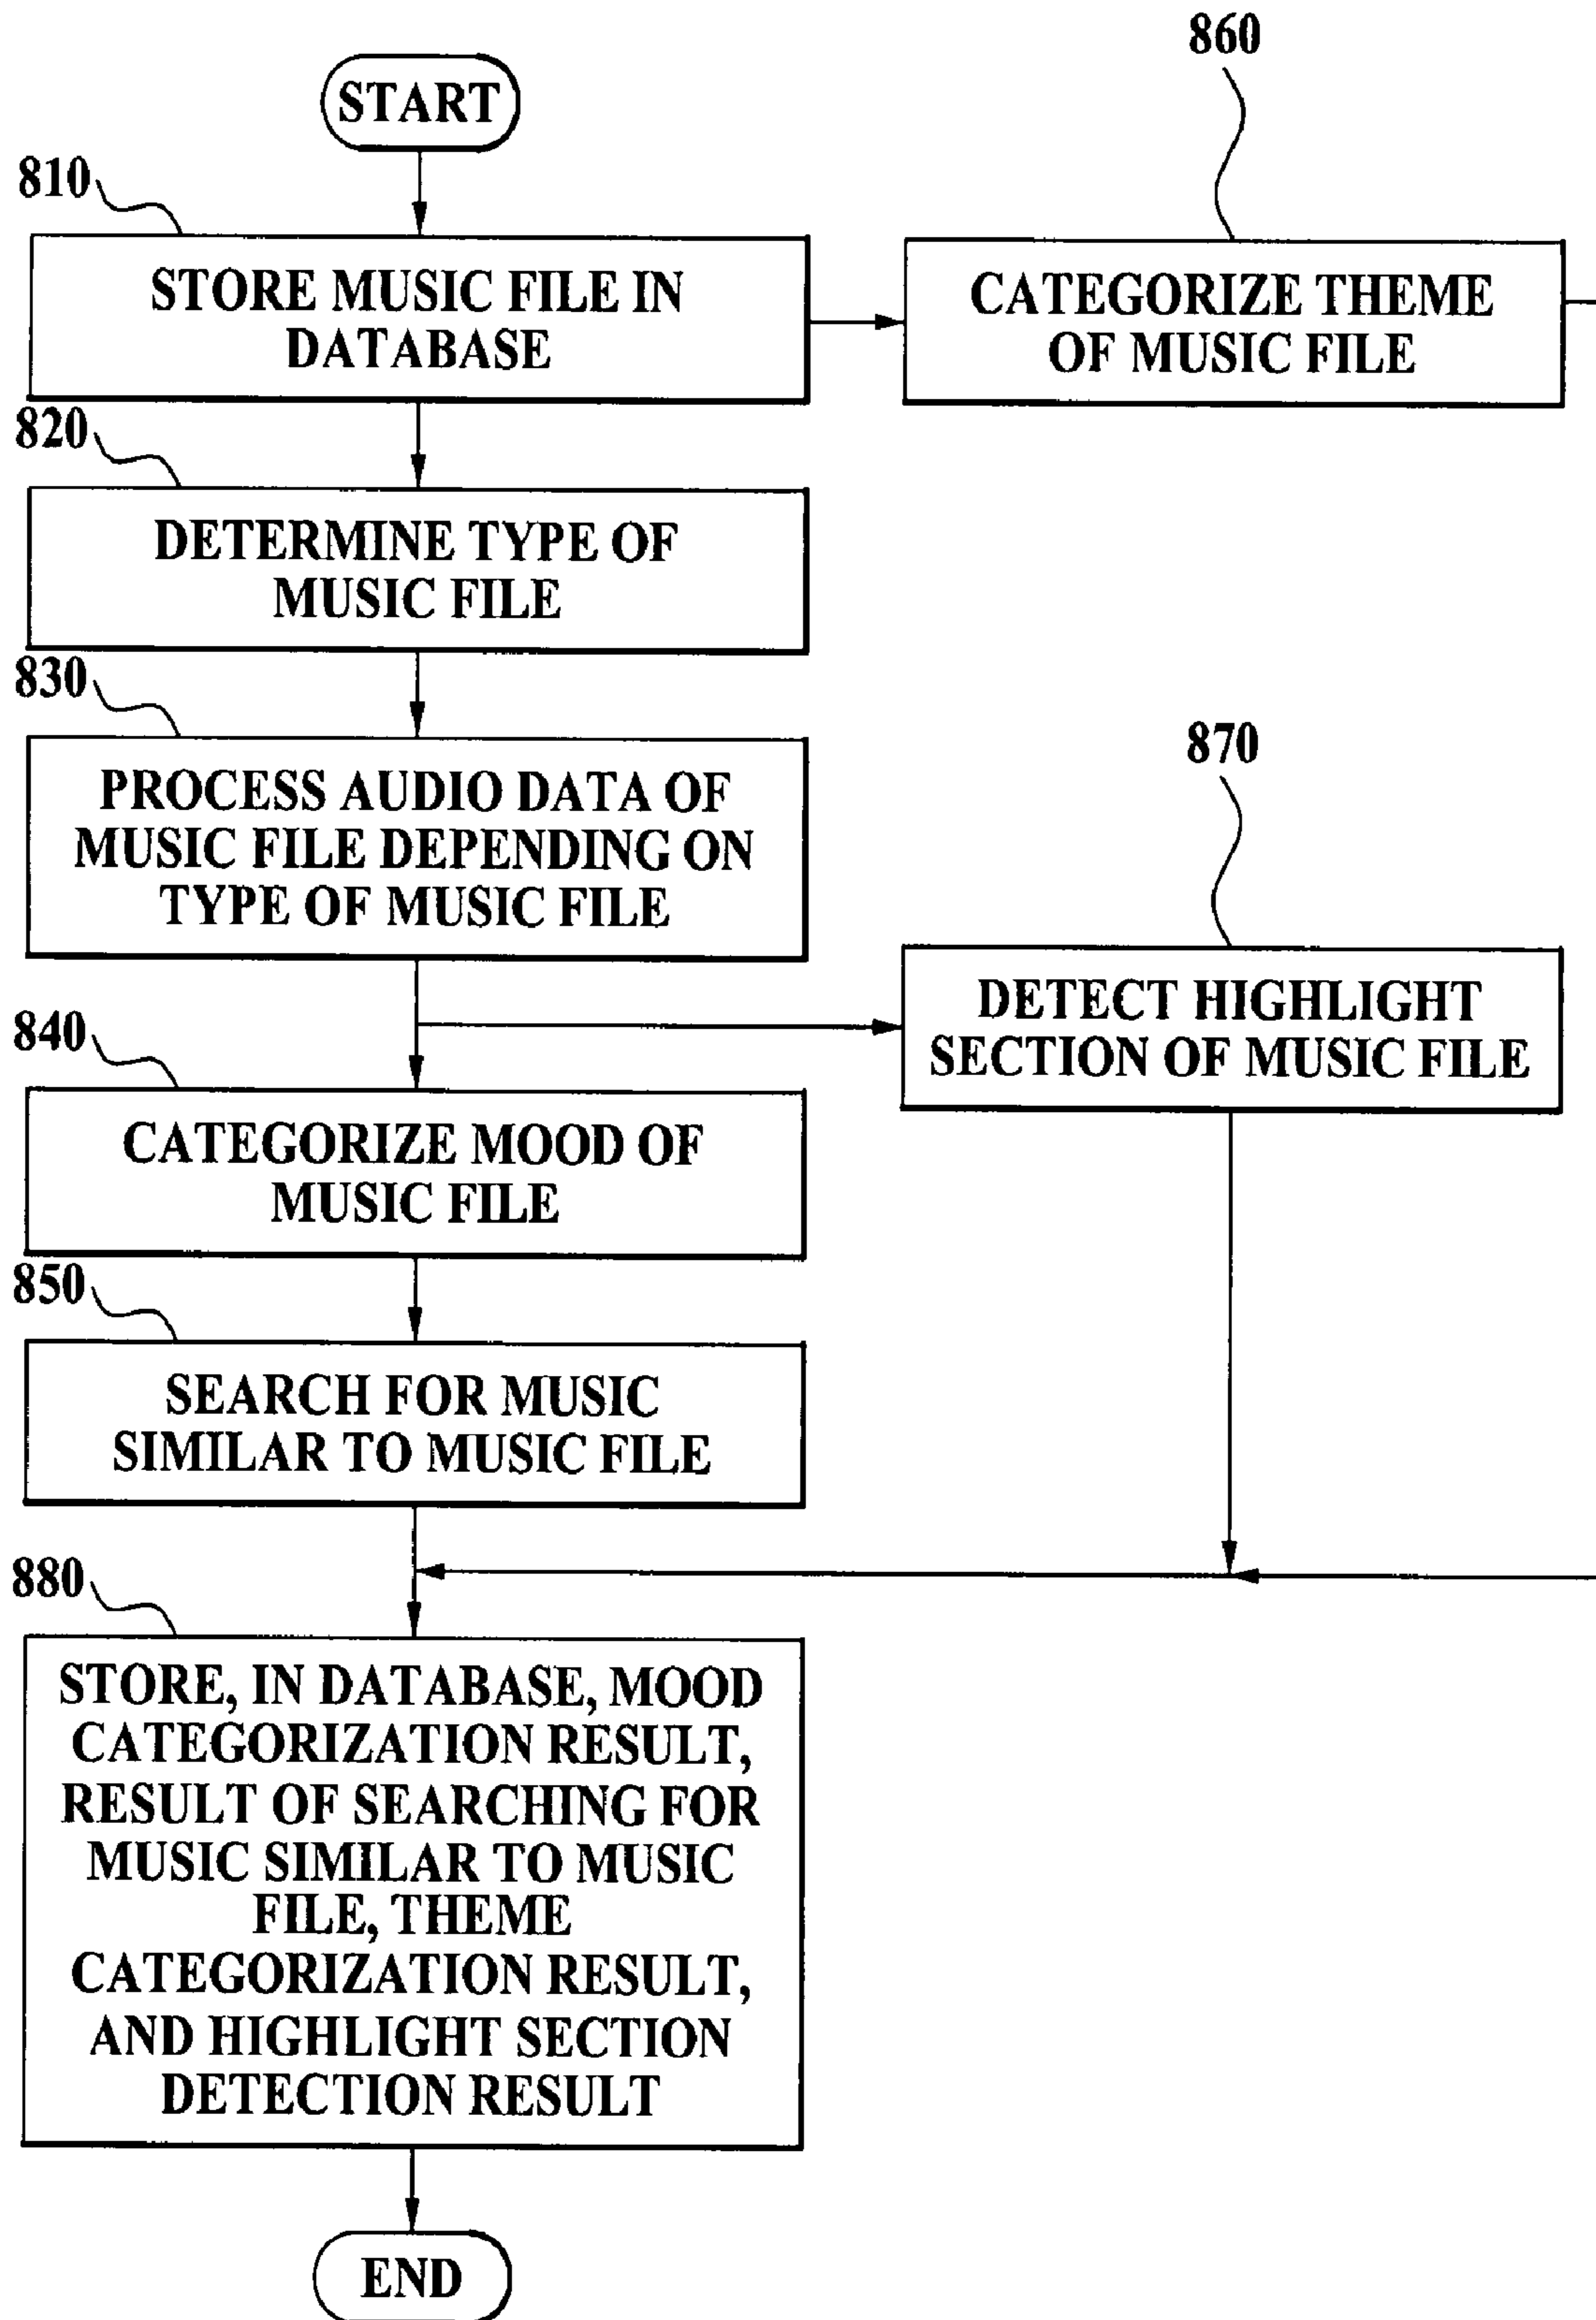 START
810
STORE MUSIC FILE IN
DATABASE
860
CATEGORIZE THEME
OF MUSIC FILE
820
DETERMINE TYPE OF
MUSIC FILE
830
PROCESS AUDIO DATA OF
MUSIC FILE DEPENDING ON
TYPE OF MUSIC FILE
870
DETECT HIGHLIGHT
SECTION OF MUSIC FILE
840
CATEGORIZE MOOD OF
MUSIC FILE
850
SEARCH FOR MUSIC
SIMILAR TO MUSIC FILE
880
STORE, IN DATABASE, MOOD
CATEGORIZATION RESULT,
RESULT OF SEARCHING FOR
MUSIC SIMILAR TO MUSIC
FILE, THEME
CATEGORIZATION RESULT,
AND HIGHLIGHT SECTION
DETECTION RESULT
END